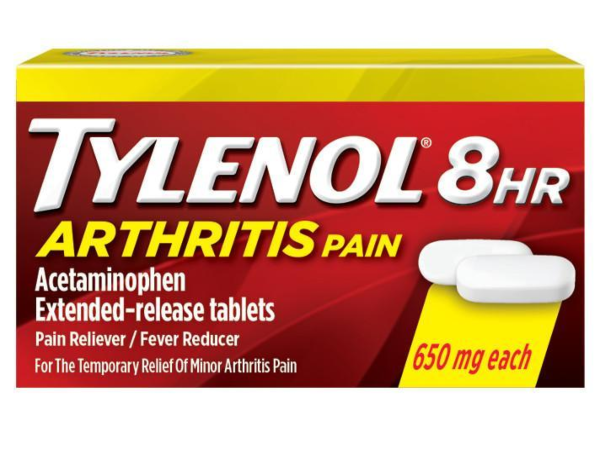 TYLENOL® 8HR
ARTHRITIS PAIN
Acetaminophen
Extended-release tablets
Pain Reliever / Fever Reducer
For The Temporary Relief Of Minor Arthritis Pain
650 mg each